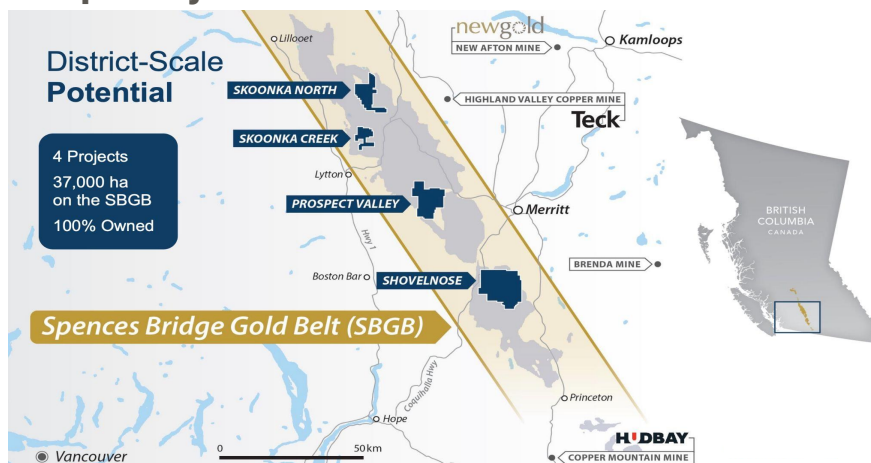 Lillooet
newgold
NEW AFTON MINE
Kamloops
District-Scale
Potential
SKOONKA NORTH
HIGHLAND VALLEY COPPER MINE
Teck
SKOONKA CREEK
4 Projects
37,000 ha
on the SBGB
100% Owned
Lytton
PROSPECT VALLEY
Merritt
BRITISH
COLUMBIA
CANADA
Hwy 1
BRENDA MINE
Boston Bar
SHOVELNOSE
Spences Bridge Gold Belt (SBGB)
Coquihalla Hwy
Princeton
Hope
HUDBAY
0 50km
Vancouver
COPPER MOUNTAIN MINE